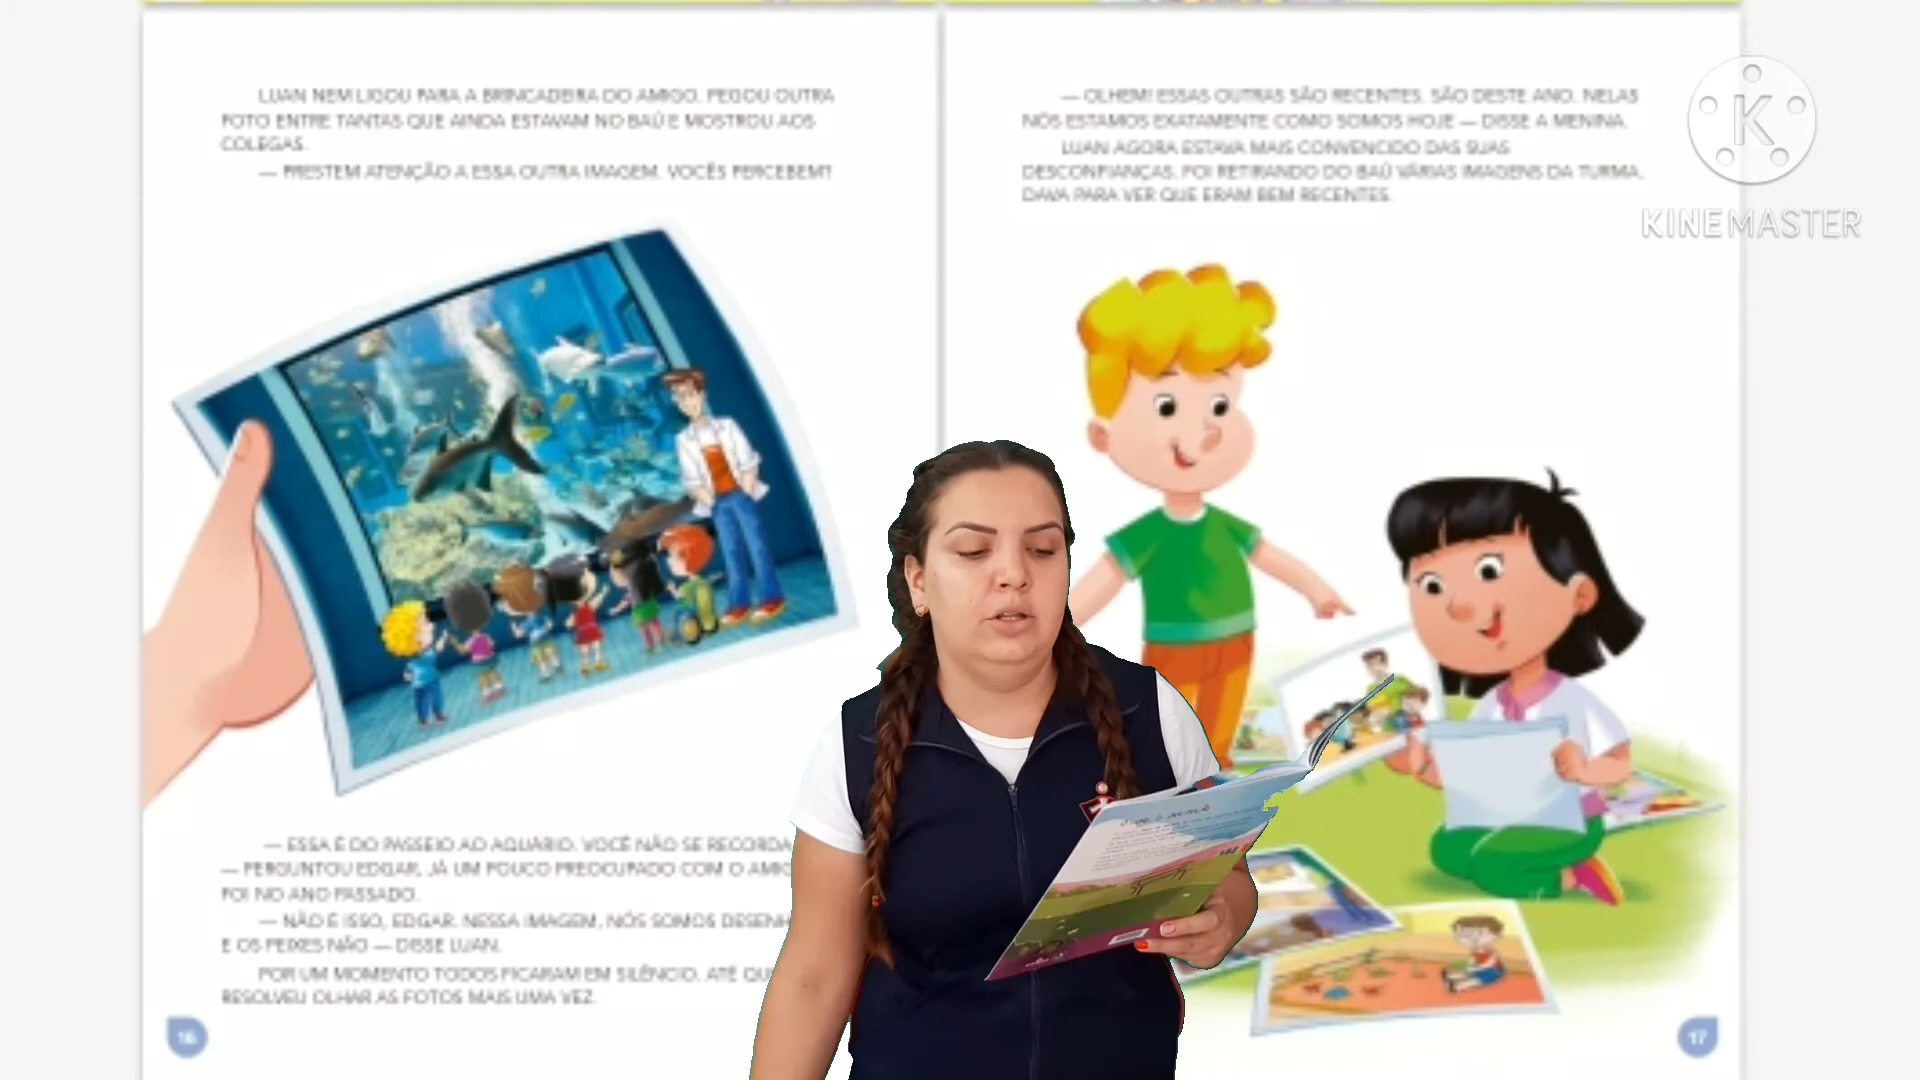 LUAN NEM LIGOU PARA A BRINCADEIRA DO AMIGO. PEGOU OUTRA
FOTO ENTRE TANTAS QUE AINDA ESTAVAM NO BAÚ E MOSTROU AOS
COLEGAS.
— PRESTEM ATENÇÃO A ESSA OUTRA IMAGEM. VOCÊS PERCEBEM?
— ESSA É DO PASSEIO AO AQUÁRIO. VOCÊ NÃO SE RECORDA
— PERGUNTOU EDGAR, JÁ UM POUCO PREOCUPADO COM O
FOI NO ANO PASSADO.
— NÃO É ISSO, EDGAR. NESSA IMAGEM, NÓS SOMOS
E OS PEIXES NÃO — DISSE LUAN.
POR UM MOMENTO TODOS FICARAM EM SILÊNCIO. ATÉ
RESOLVEU OLHAR AS FOTOS MAIS UMA VEZ.
16
— OLHEM! ESSAS OUTRAS SÃO RECENTES. SÃO DESTE ANO. NELAS
NÓS ESTAMOS EXATAMENTE COMO SOMOS HOJE — DISSE A MENINA.
LUAN AGORA ESTAVA MAIS CONVENCIDO DAS SUAS
DESCONFIANÇAS. FOI RETIRANDO DO BAÚ VÁRIAS IMAGENS DA TURMA.
DAVA PARA VER QUE ERAM BEM RECENTES.
17
K
KINEMASTER